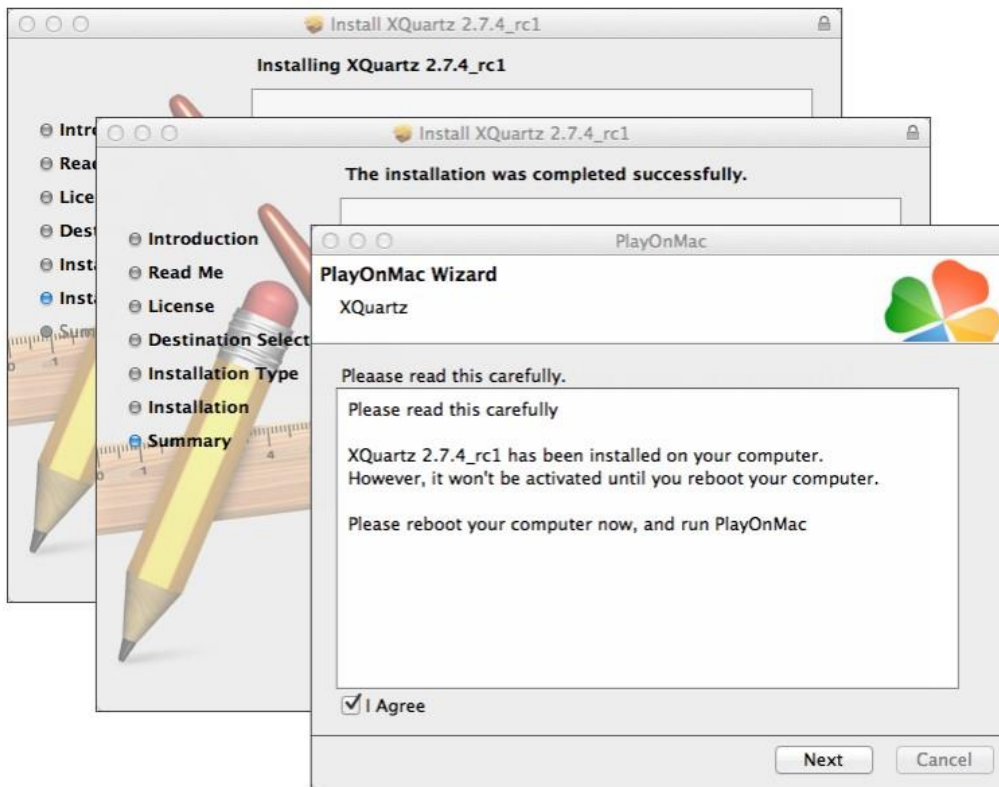 Install XQuartz 2.7.4_rc1
Installing XQuartz 2.7.4_rc1
Install XQuartz 2.7.4_rc1
The installation was completed successfully.
Introduction
Read Me
License
Destination Select
Installation Type
Installation
Summary
PlayOnMac
PlayOnMac Wizard
XQuartz
Pleaase read this carefully.
Please read this carefully
XQuartz 2.7.4_rc1 has been installed on your computer.
However, it won't be activated until you reboot your computer.
Please reboot your computer now, and run PlayOnMac
I Agree
Next
Cancel